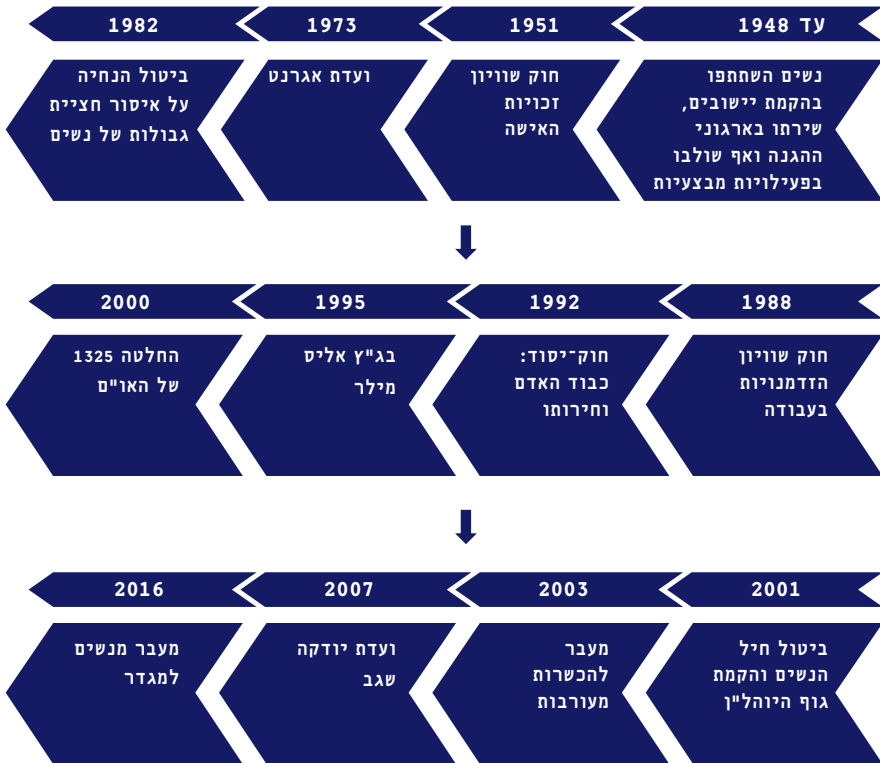 עד 1948
נשים השתתפו
בהקמת יישובים,
שירתו בארגוני
ההגנה ואף שולבו
בפעילויות מבצעיות
1951
חוק שוויון
זכויות
האישה
1973
ועדת אגרנט
1982
ביטול הנחיה
על איסור חציית
גבולות של נשים
1988
חוק שוויון
הזדמנויות
בעבודה
1992
חוק־יסוד:
כבוד האדם
וחירותו
1995
בג"ץ אליס
מילר
2000
החלטה 1325
של האו"ם
2001
ביטול חיל
הנשים והקמת
גוף היוהל"ן
2003
מעבר
להכשרות
מעורבות
2007
ועדת יודקה
שגב
2016
מעבר מנשים
למגדר